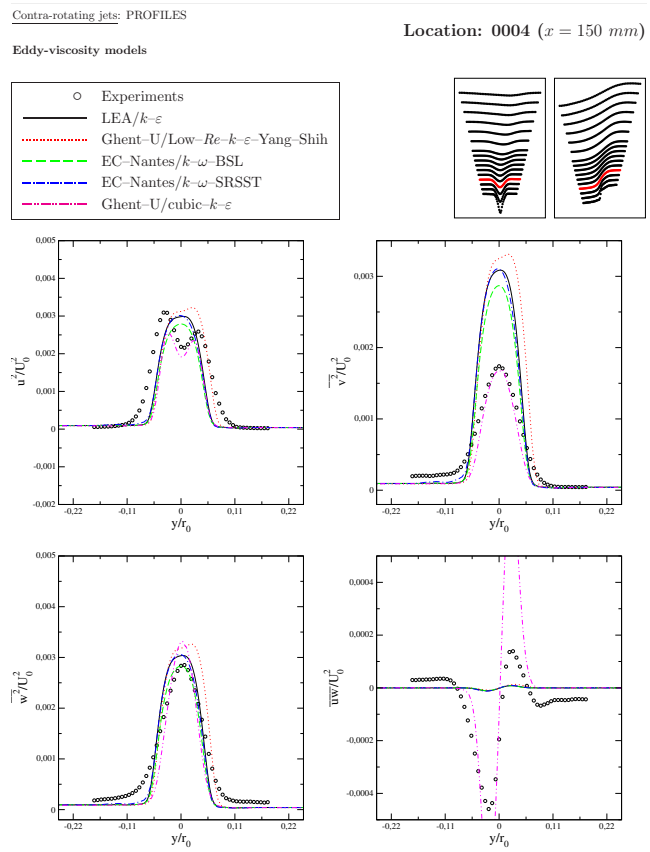 Contra-rotating jets: PROFILES
Location: 0004 (x = 150 mm)
Eddy-viscosity models
Experiments
LEA/k–ε
Ghent–U/Low–Re–k–ε–Yang–Shih
EC–Nantes/k–ω–BSL
EC–Nantes/k–ω–SRSST
Ghent–U/cubic–k–ε
0,005
0,004
0,003
0,002
0,001
0
-0,001
-0,002
u²/U₀²
-0,22 -0,11 0 0,11 0,22
y/r₀
0,003
0,002
0,001
0
v²/U₀²
-0,22 -0,11 0 0,11 0,22
y/r₀
0,005
0,004
0,003
0,002
0,001
0
w²/U₀²
-0,22 -0,11 0 0,11 0,22
y/r₀
0,0004
0,0002
0
-0,0002
-0,0004
uw/U₀²
-0,22 -0,11 0 0,11 0,22
y/r₀